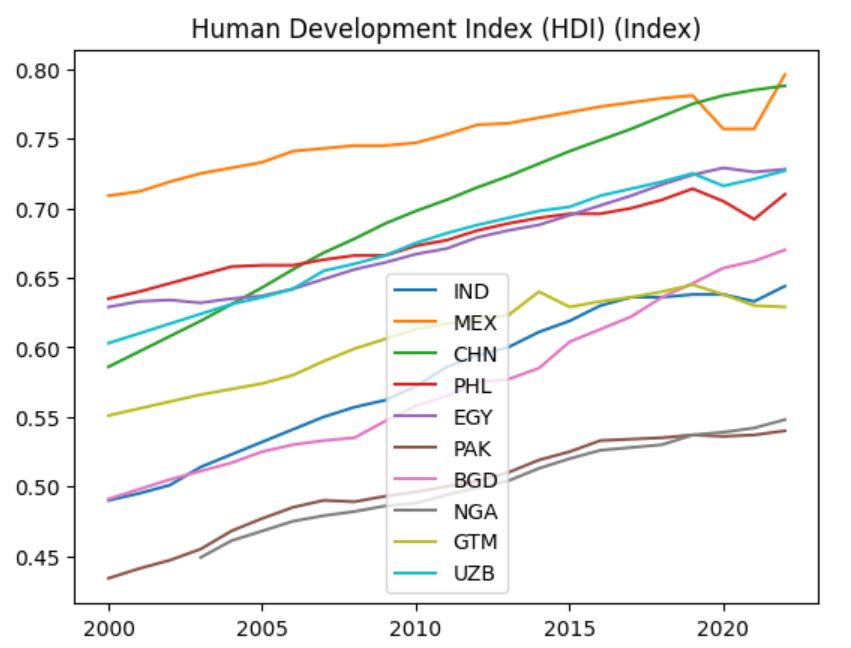 Human Development Index (HDI) (Index)
0.80
0.75
0.70
0.65
0.60
0.55
0.50
0.45
IND
MEX
CHN
PHL
EGY
PAK
BGD
NGA
GTM
UZB
2000 2005 2010 2015 2020